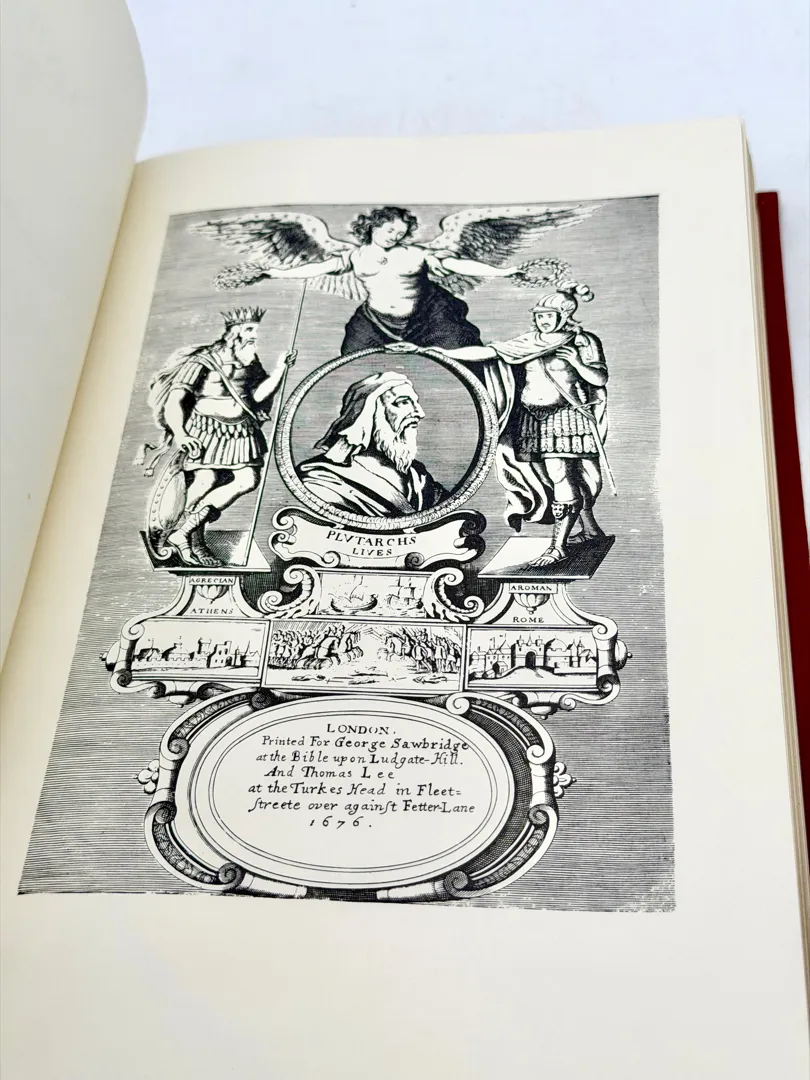 PLVTARCHS
LIVES
AGRECIAN
ATHENS
AROMAN
ROME
LONDON.
Printed For George Sawbridge
at the Bible upon Ludgate-Hill.
And Thomas Lee
at the Turkes Head in Fleet=
ſtreete over againſt Fetter-Lane
1676.